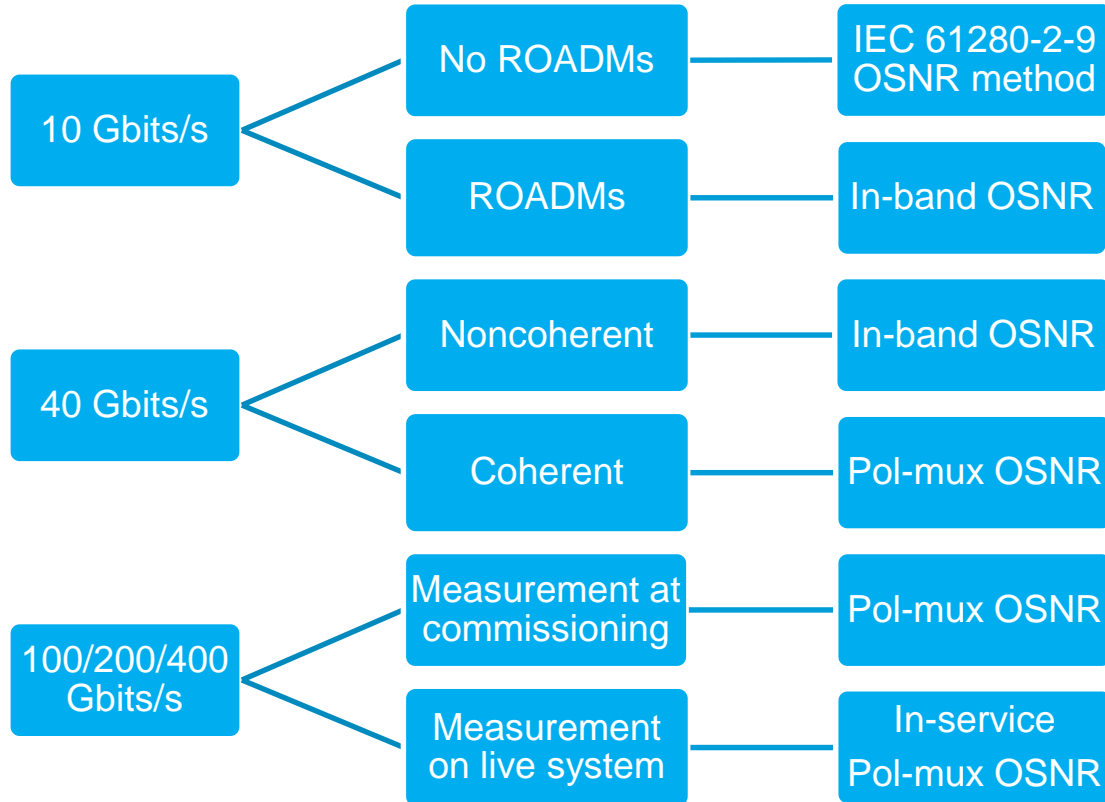 10 Gbits/s
No ROADMs
IEC 61280-2-9
OSNR method
ROADMs
In-band OSNR
40 Gbits/s
Noncoherent
In-band OSNR
Coherent
Pol-mux OSNR
100/200/400
Gbits/s
Measurement at
commissioning
Pol-mux OSNR
Measurement
on live system
In-service
Pol-mux OSNR